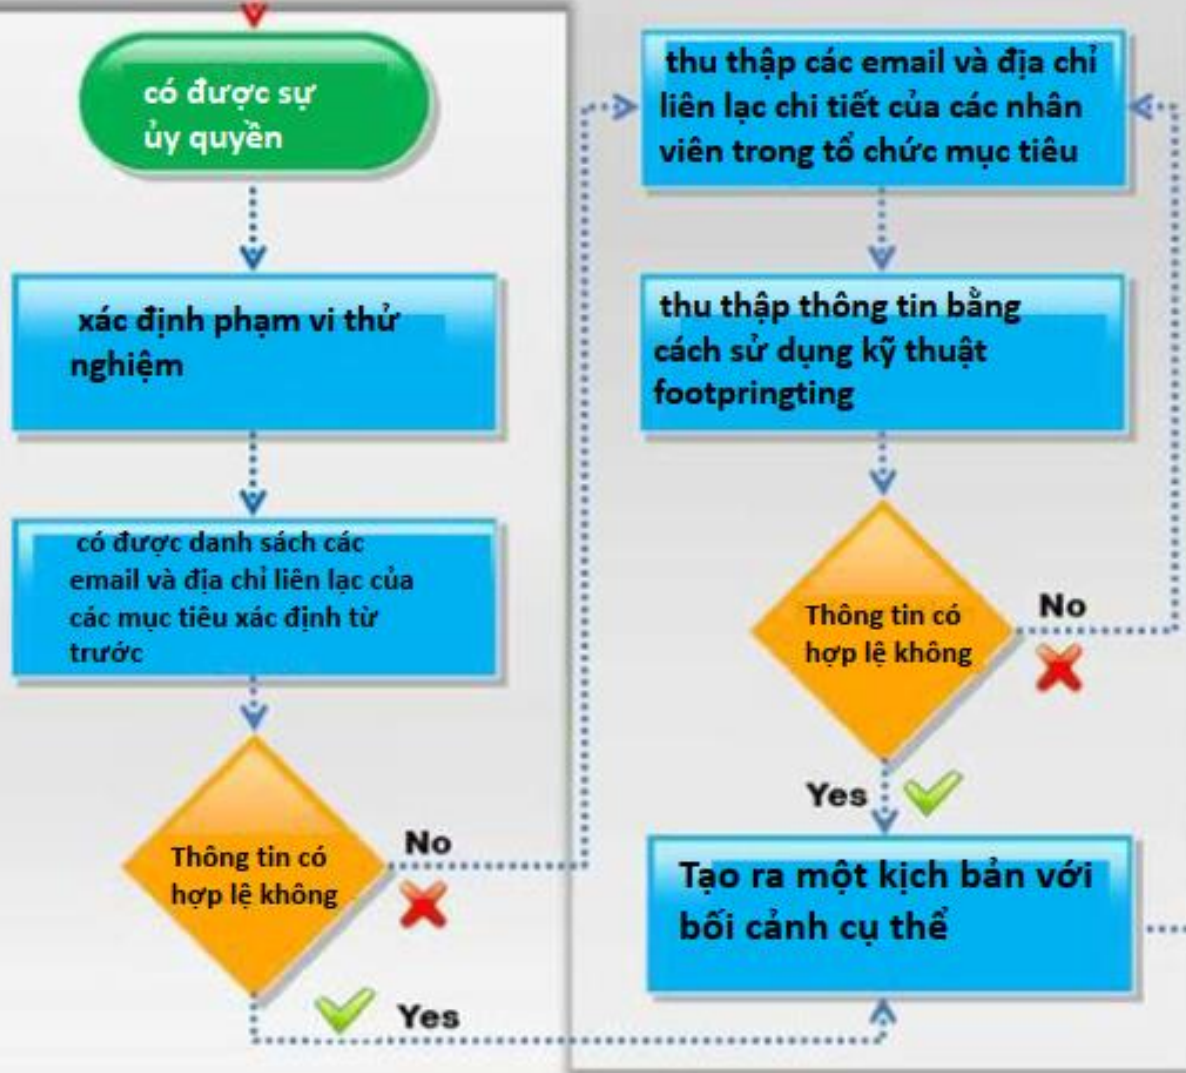 có được sự
ủy quyền
xác định phạm vi thử
nghiệm
có được danh sách các
email và địa chỉ liên lạc của
các mục tiêu xác định từ
trước
Thông tin có
hợp lệ không
No
Yes
thu thập các email và địa chỉ
liên lạc chi tiết của các nhân
viên trong tổ chức mục tiêu
thu thập thông tin bằng
cách sử dụng kỹ thuật
footpringting
Thông tin có
hợp lệ không
No
Yes
Tạo ra một kịch bản với
bối cảnh cụ thể